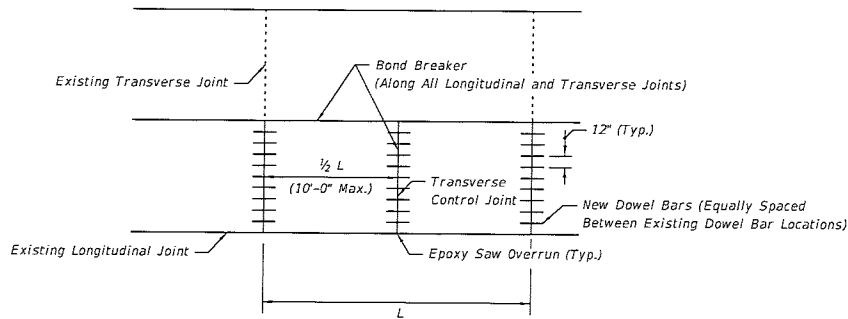 Bond Breaker
(Along All Longitudinal and Transverse Joints)
Existing Transverse Joint
12" (Typ.)
½ L
(10'-0" Max.)
Transverse
Control Joint
New Dowel Bars (Equally Spaced
Between Existing Dowel Bar Locations)
Existing Longitudinal Joint
Epoxy Saw Overrun (Typ.)
L